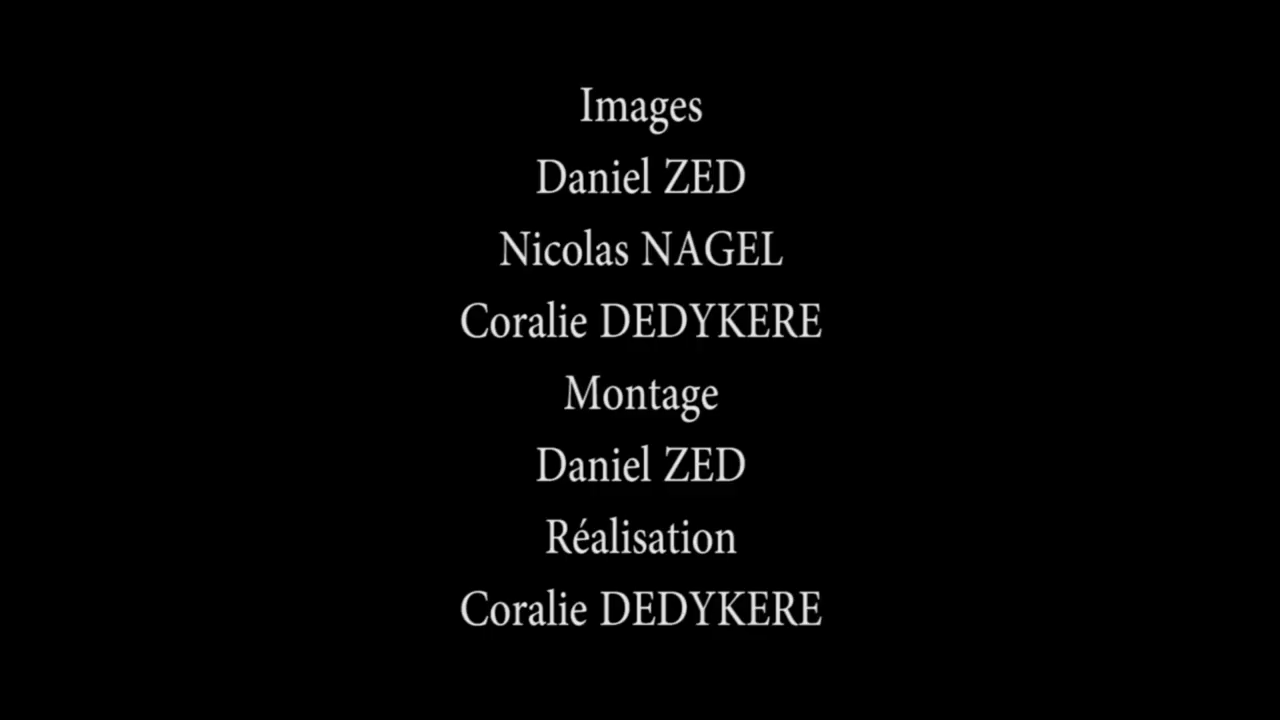 Images
Daniel ZED
Nicolas NAGEL
Coralie DEDYKERE
Montage
Daniel ZED
Réalisation
Coralie DEDYKERE